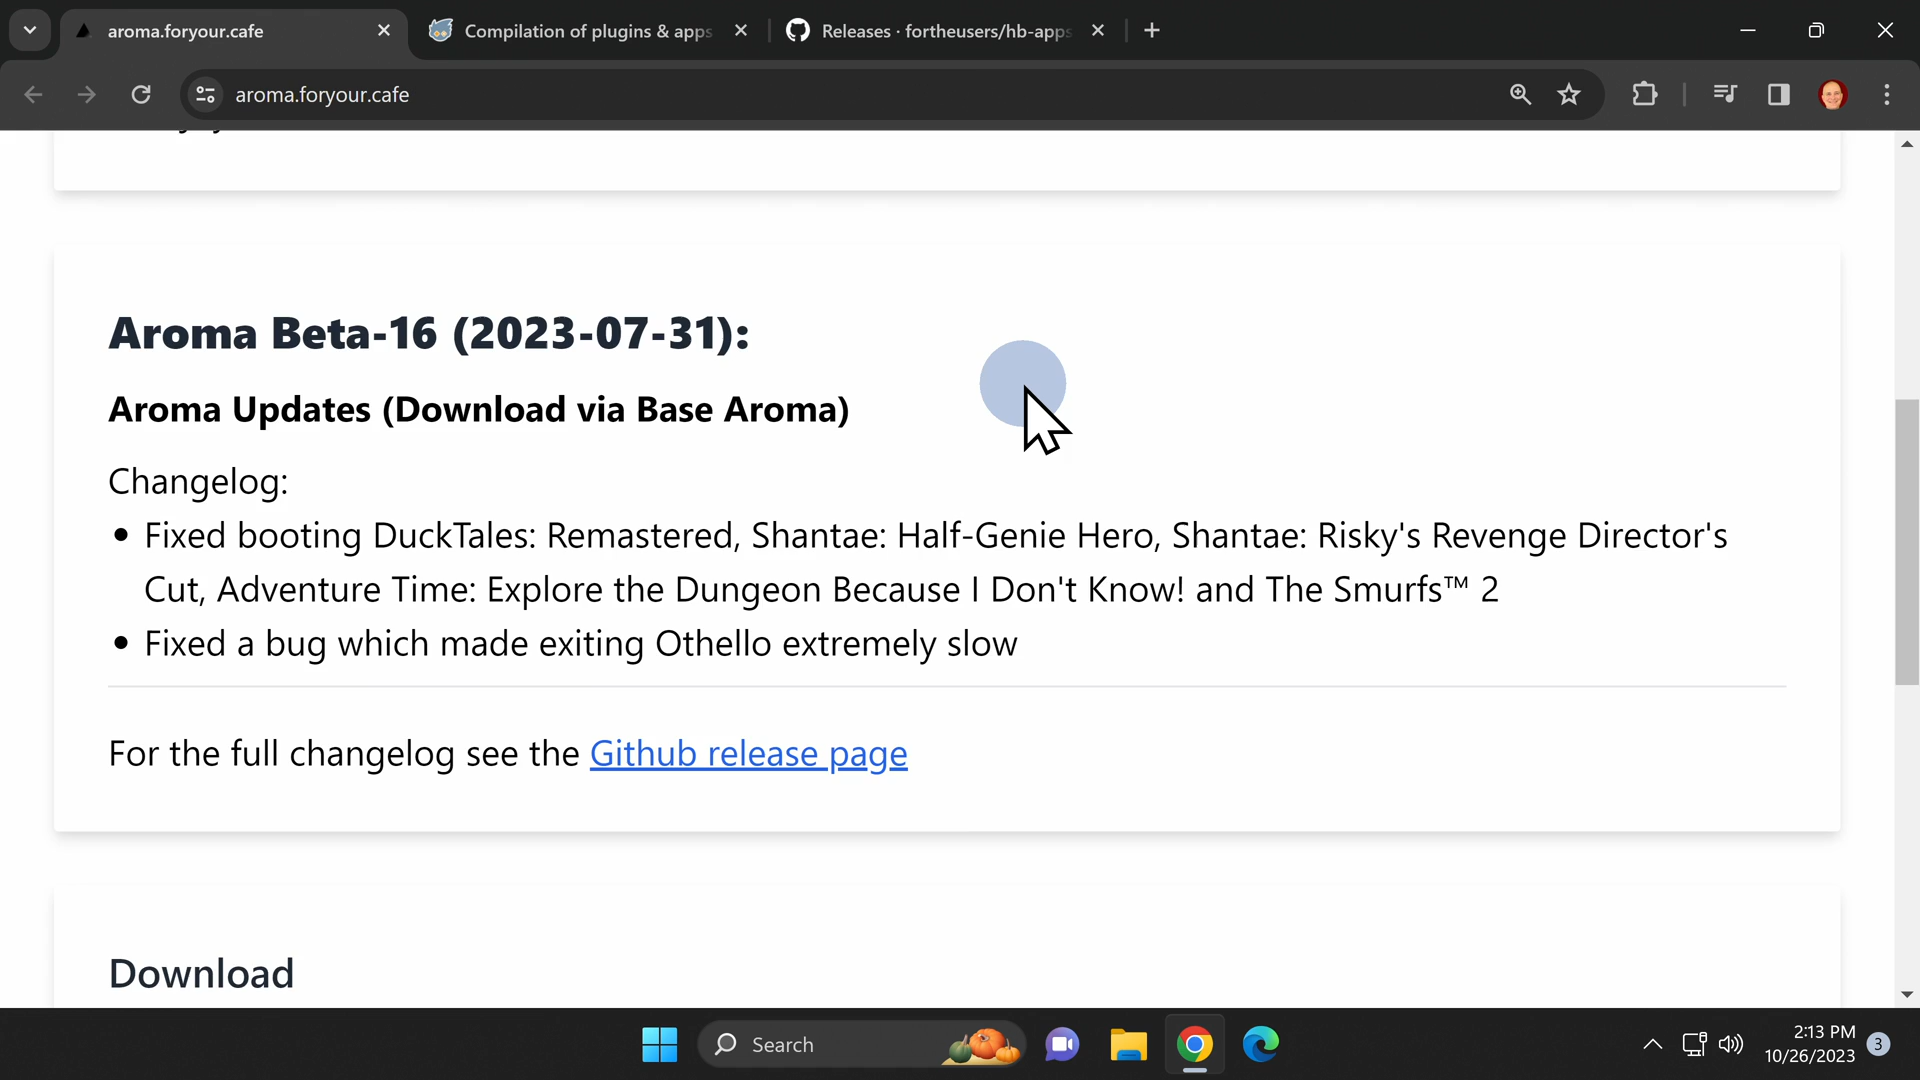 aroma.foryour.cafe
Compilation of plugins & apps
Releases · fortheusers/hb-apps
aroma.foryour.cafe
Aroma Beta-16 (2023-07-31):
Aroma Updates (Download via Base Aroma)
Changelog:
• Fixed booting DuckTales: Remastered, Shantae: Half-Genie Hero, Shantae: Risky's Revenge Director's
Cut, Adventure Time: Explore the Dungeon Because I Don't Know! and The Smurfs™ 2
• Fixed a bug which made exiting Othello extremely slow
For the full changelog see the Github release page
Download
Search
2:13 PM
10/26/2023
3